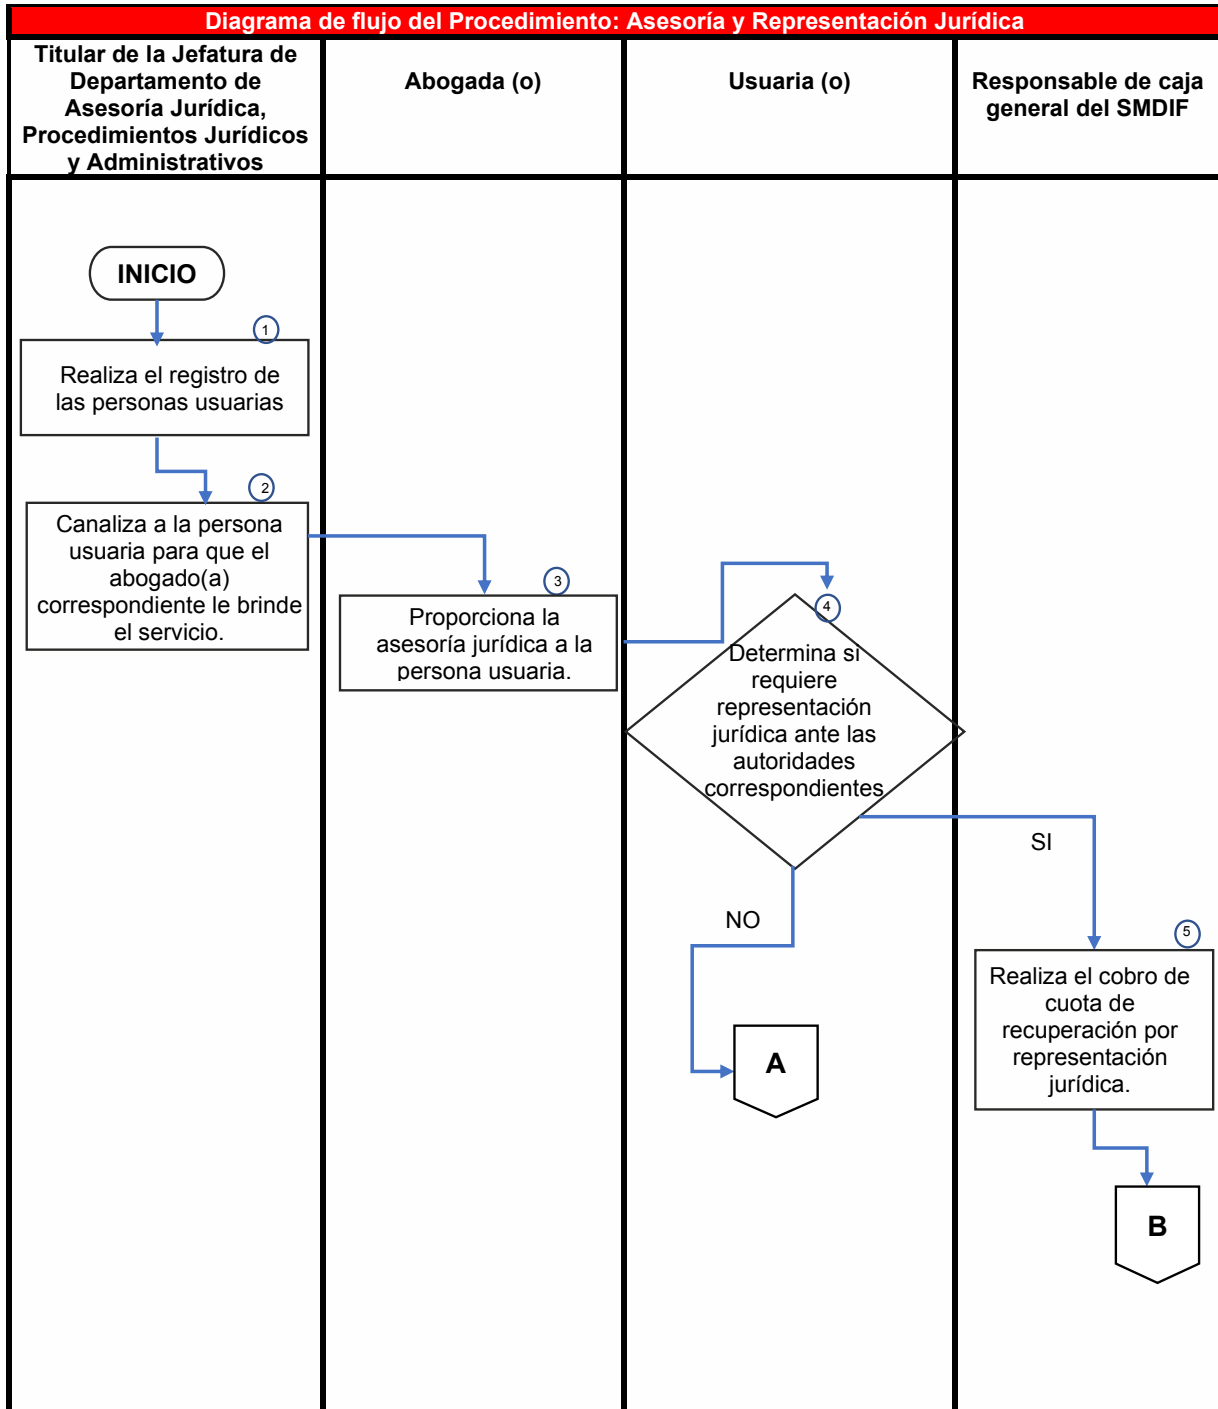 Diagrama de flujo del Procedimiento: Asesoría y Representación Jurídica
Titular de la Jefatura de
Departamento de
Asesoría Jurídica,
Procedimientos Jurídicos
y Administrativos
Abogada (o)
Usuaria (o)
Responsable de caja
general del SMDIF
INICIO
1
Realiza el registro de
las personas usuarias
2
Canaliza a la persona
usuaria para que el
abogado(a)
correspondiente le brinde
el servicio.
3
Proporciona la
asesoría jurídica a la
persona usuaria.
4
Determina si
requiere
representación
jurídica ante las
autoridades
correspondientes
SI
NO
5
Realiza el cobro de
cuota de
recuperación por
representación
jurídica.
A
B